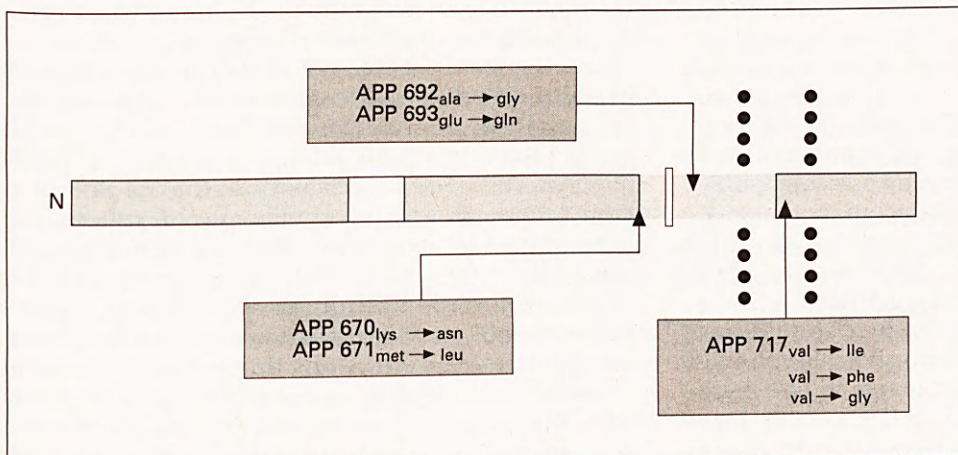 APP 692ala → gly
APP 693glu → gln
N
APP 670lys → asn
APP 671met → leu
APP 717val → Ile
val → phe
val → gly